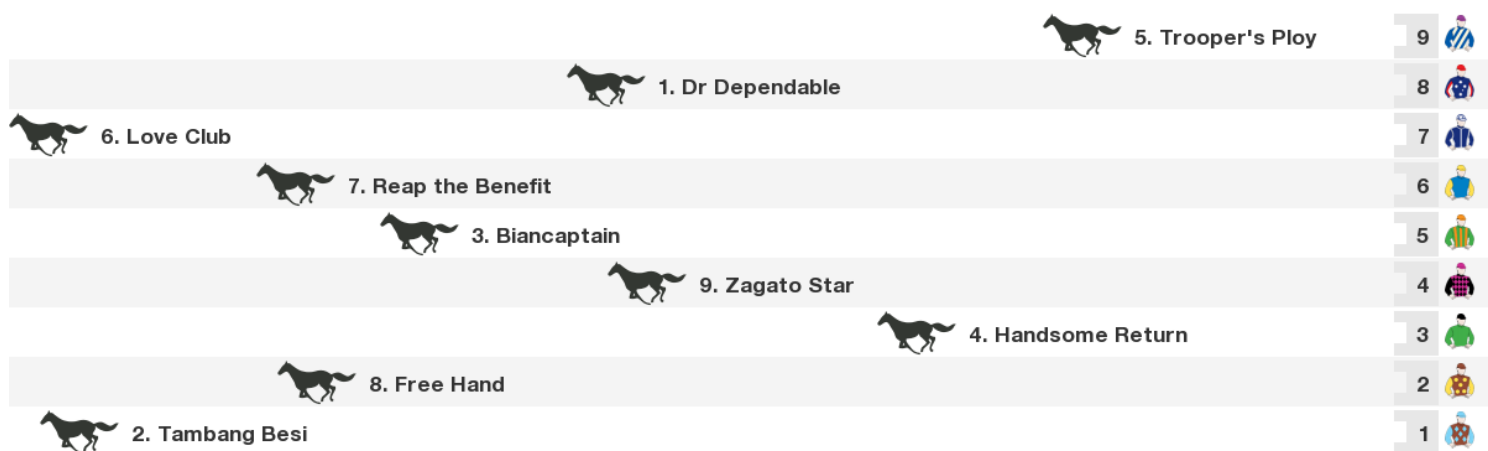 5. Trooper's Ploy 9
1. Dr Dependable 8
6. Love Club 7
7. Reap the Benefit 6
3. Biancaptain 5
9. Zagato Star 4
4. Handsome Return 3
8. Free Hand 2
2. Tambang Besi 1